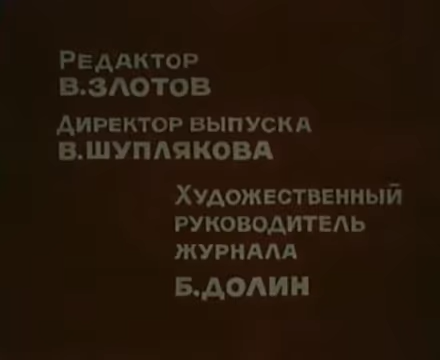 Редактор
В.ЗЛОТОВ
Директор выпуска
В.ШУПЛЯКОВА
Художественный
руководитель
журнала
Б.ДОЛИН